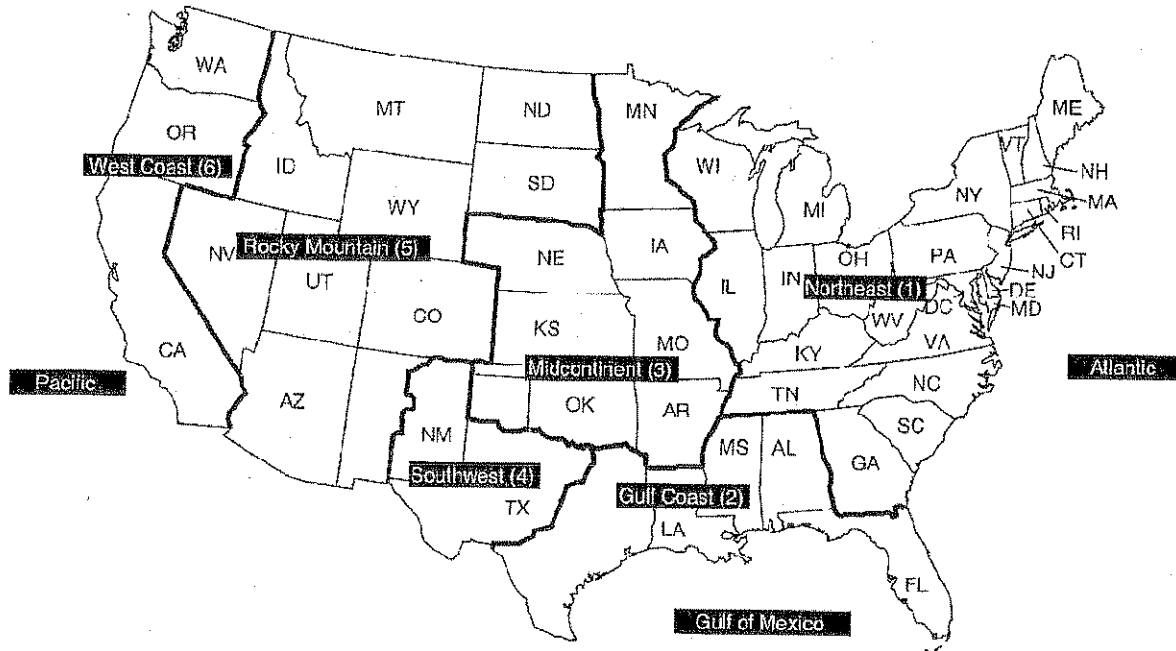 WA
MT
ND
MN
ME
OR
West Coast (6)
ID
SD
WI
VT
NH
WY
MI
NY
MA
Rocky Mountain (5)
NV
IA
RI
UT
NE
OH
PA
CT
IL
IN
NJ
Northeast (1)
DE
CO
KS
MO
WV
DC
MD
CA
KY
VA
Midcontinent (3)
Pacific
Atlantic
AZ
OK
AR
TN
NC
NM
MS
AL
SC
GA
Southwest (4)
Gulf Coast (2)
TX
LA
FL
Gulf of Mexico